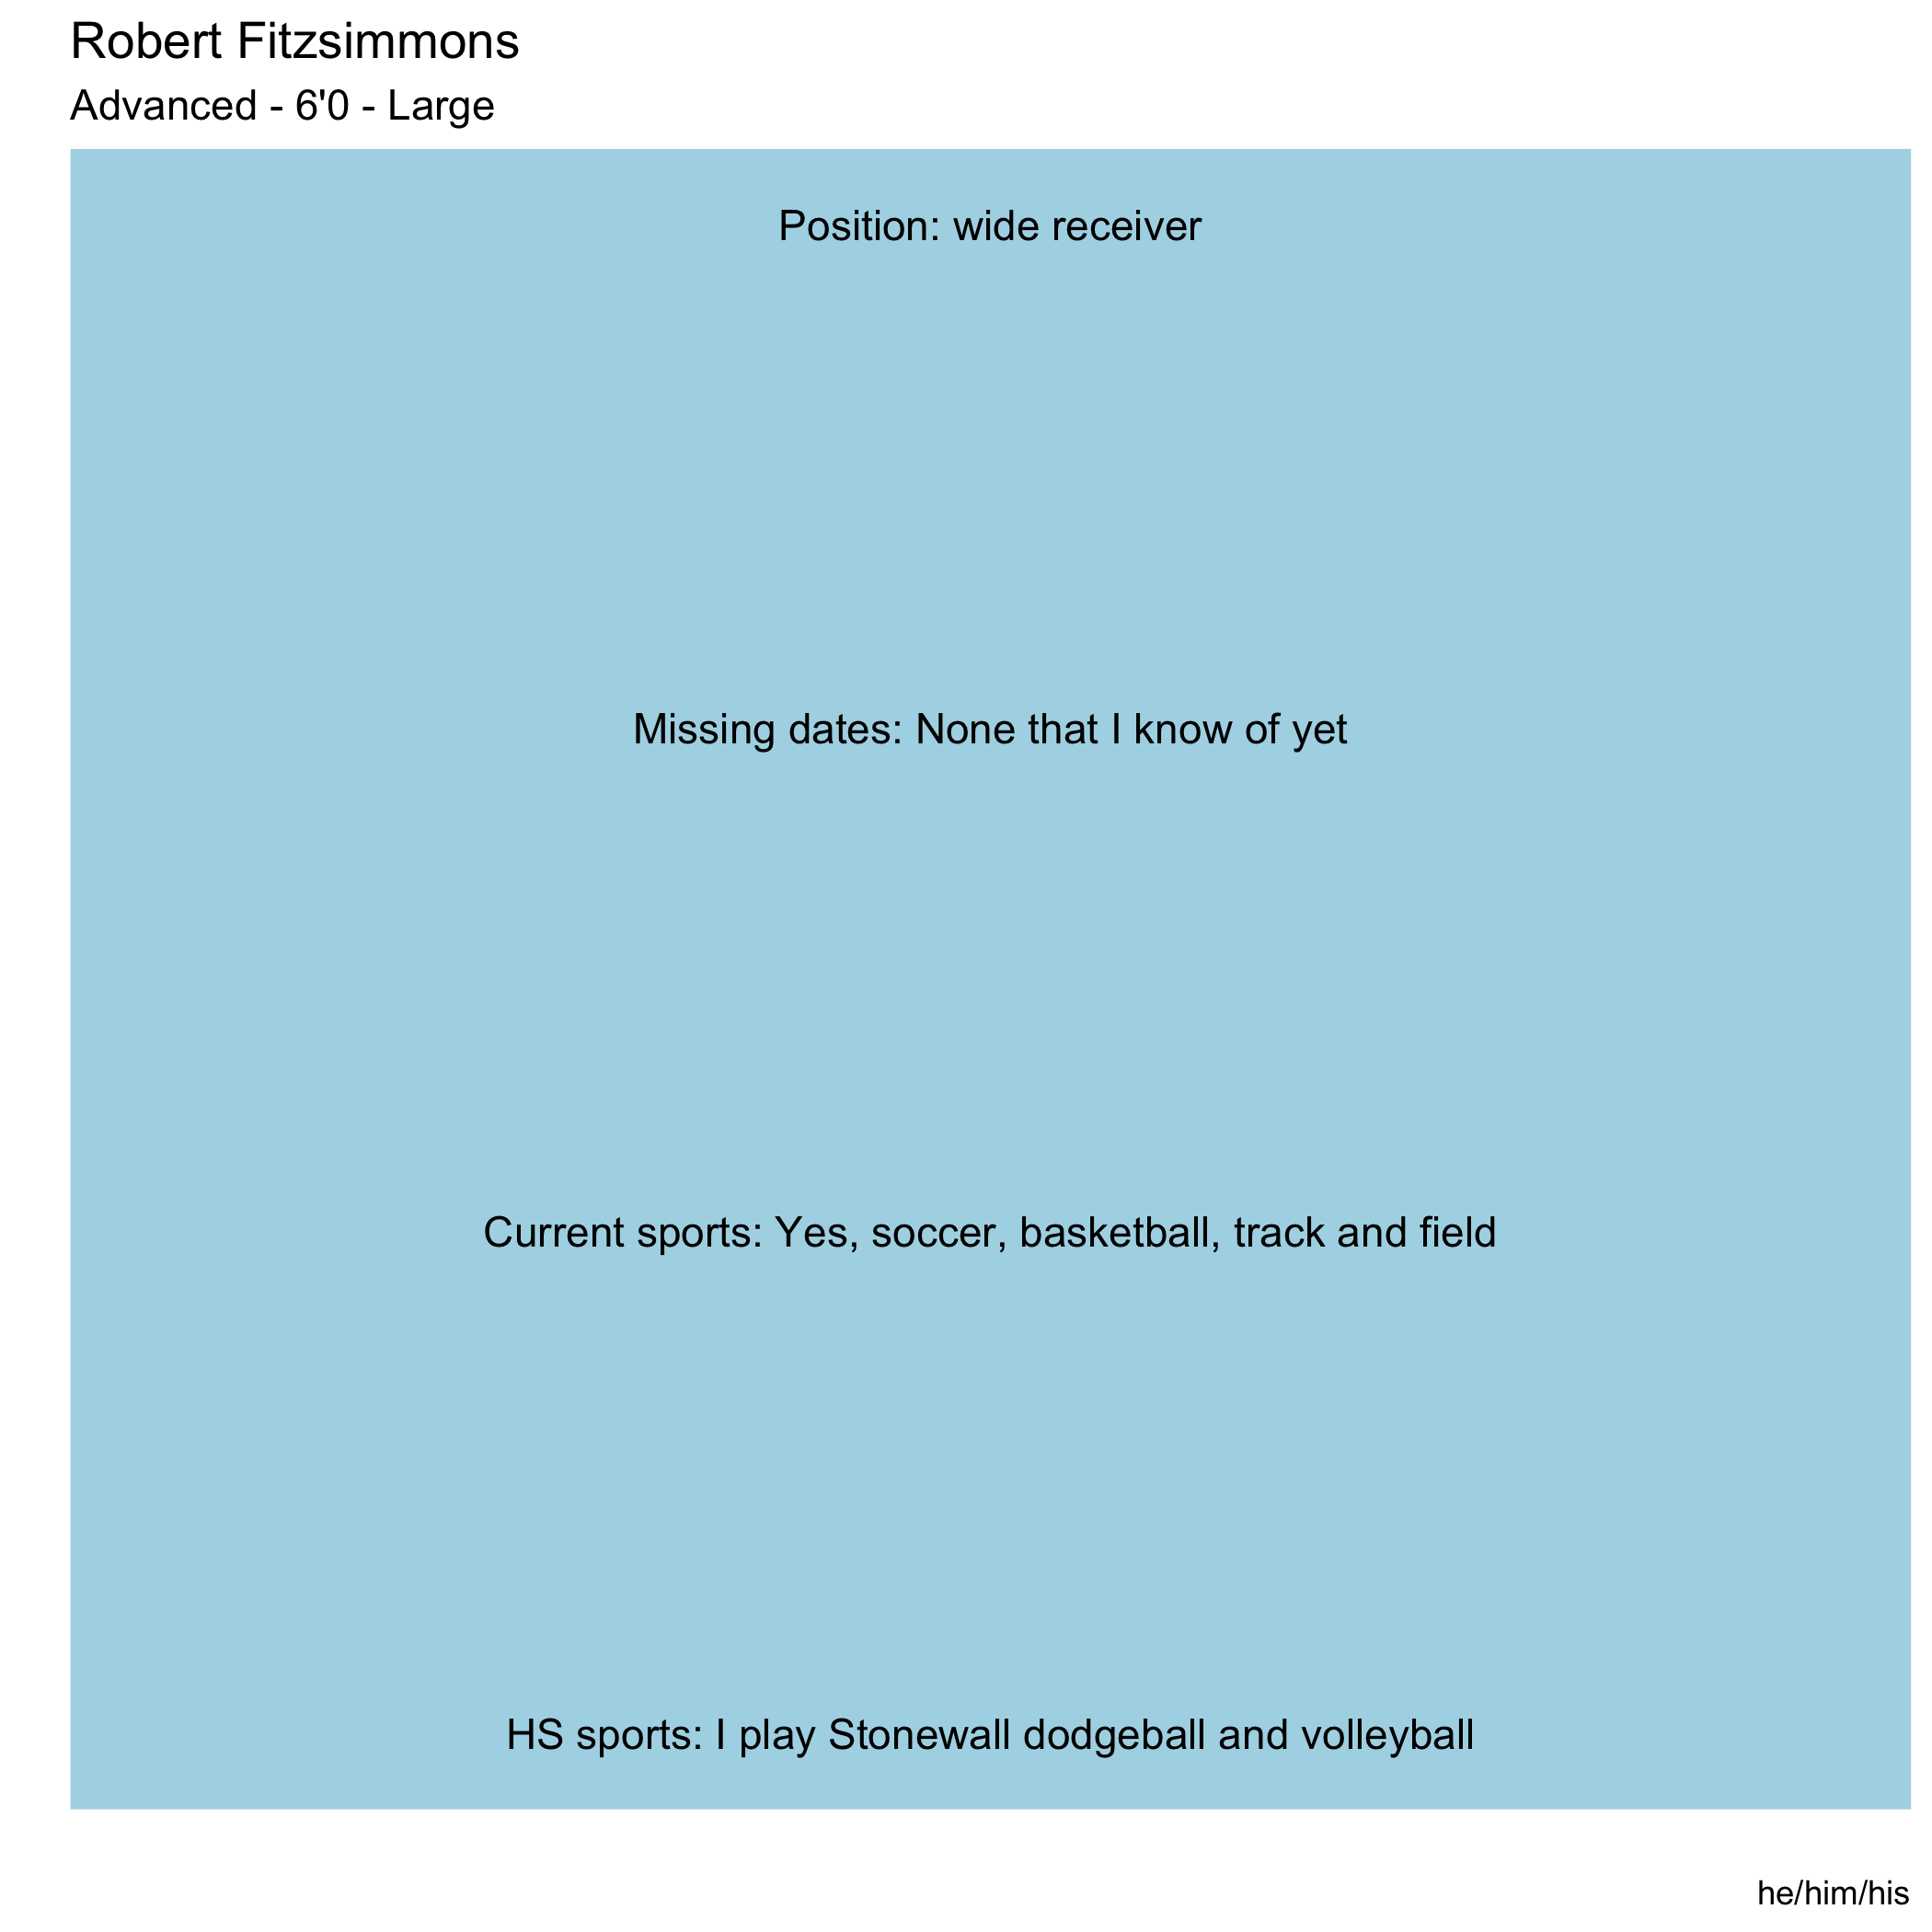 Robert Fitzsimmons
Advanced - 6'0 - Large
Position: wide receiver
Missing dates: None that I know of yet
Current sports: Yes, soccer, basketball, track and field
HS sports: I play Stonewall dodgeball and volleyball
he/him/his